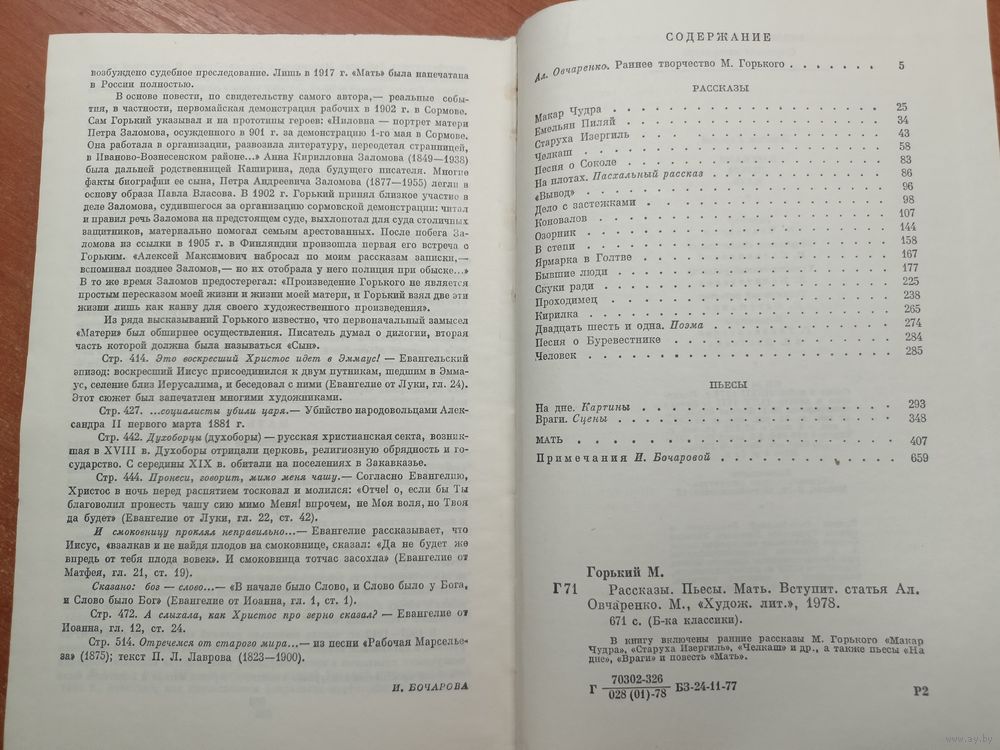 возбуждено судебное преследование. Лишь в 1917 г. «Мать» была напечатана
в России полностью.
В основе повести, по свидетельству самого автора,— реальные собы-
тия, в частности, первомайская демонстрация рабочих в 1902 г. в Сормове.
Сам Горький указывал и на прототипы героев: «Ниловна — портрет матери
Петра Заломова, осужденного в 901 г. за демонстрацию 1-го мая в Сормове.
Она работала в организации, развозила литературу, переодетая странницей,
в Иваново-Вознесенском районе...» Анна Кирилловна Заломова (1849—1938)
была дальней родственницей Каширина, деда будущего писателя. Многие
факты биографии ее сына, Петра Андреевича Заломова (1877—1955) легли в
основу образа Павла Власова. В 1902 г. Горький принял близкое участие в
деле Заломова, судившегося за организацию сормовской демонстрации: читал
и правил речь Заломова на предстоящем суде, выхлопотал для суда столичных
защитников, материально помогал семьям арестованных. После побега За-
ломова из ссылки в 1905 г. в Финляндии произошла первая его встреча с
Горьким. «Алексей Максимович набросал по моим рассказам записки,—
вспоминал позднее Заломов,— но их отобрала у него полиция при обыске...»
В то же время Заломов предостерегал: «Произведение Горького не является
простым пересказом моей жизни и жизни моей матери, и Горький взял две эти
жизни лишь как канву для своего художественного произведения».
Из ряда высказываний Горького известно, что первоначальный замысел
«Матери» был обширнее осуществления. Писатель думал о дилогии, вторая
часть которой должна была называться «Сын».
Стр. 414. Это воскресший Христос идет в Эммаус! — Евангельский
эпизод: воскресший Иисус присоединился к двум путникам, шедшим в Эмма-
ус, селение близ Иерусалима, и беседовал с ними (Евангелие от Луки, гл. 24).
Этот сюжет был запечатлен многими художниками.
Стр. 427. ...социалисты убили царя.— Убийство народовольцами Алек-
сандра II первого марта 1881 г.
Стр. 442. Духоборцы (духоборы) — русская христианская секта, возник-
шая в XVIII в. Духоборы отрицали церковь, религиозную обрядность и го-
сударство. С середины XIX в. обитали на поселениях в Закавказье.
Стр. 444. Пронеси, говорит, мимо меня чашу.— Согласно Евангелию,
Христос в ночь перед распятием тосковал и молился: «Отче! о, если бы Ты
благоволил пронесть чашу сию мимо Меня! впрочем, не Моя воля, но Твоя
да будет» (Евангелие от Луки, гл. 22, ст. 42).
И смоковницу проклял неправильно...— Евангелие рассказывает, что
Иисус, «взалкав и не найдя плодов на смоковнице, сказал: «Да не будет же
впредь от тебя плода вовек». И смоковница тотчас засохла» (Евангелие от
Матфея, гл. 21, ст. 19).
Сказано: бог — слово...— «В начале было Слово, и Слово было у Бога,
и Слово было Бог» (Евангелие от Иоанна, гл. 1, ст. 1).
Стр. 472. А слыхала, как Христос про зерно сказал? — Евангелие от
Иоанна, гл. 12, ст. 24.
Стр. 514. Отречемся от старого мира...— из песни «Рабочая Марселье-
за» (1875); текст П. Л. Лаврова (1823—1900).
И. БОЧАРОВА
СОДЕРЖАНИЕ
Ал. Овчаренко. Раннее творчество М. Горького . . . . . . . 5
РАССКАЗЫ
Макар Чудра . . . . . . . . . . 25
Емельян Пиляй . . . . . . . . . . 34
Старуха Изергиль . . . . . . . . . . 43
Челкаш . . . . . . . . . . 58
Песня о Соколе . . . . . . . . . . 83
На плотах. Пасхальный рассказ . . . . . . . . . . 86
«Вывод» . . . . . . . . . . 96
Дело с застежками . . . . . . . . . . 98
Коновалов . . . . . . . . . . 107
Озорник . . . . . . . . . . 144
В степи . . . . . . . . . . 158
Ярмарка в Голтве . . . . . . . . . . 167
Бывшие люди . . . . . . . . . . 177
Скуки ради . . . . . . . . . . 225
Проходимец . . . . . . . . . . 238
Кирилка . . . . . . . . . . 265
Двадцать шесть и одна. Поэма . . . . . . . . . . 274
Песня о Буревестнике . . . . . . . . . . 284
Человек . . . . . . . . . . 285
ПЬЕСЫ
На дне. Картины . . . . . . . . . . 293
Враги. Сцены . . . . . . . . . . 348
МАТЬ . . . . . . . . . . 407
Примечания И. Бочаровой . . . . . . . . . . 659
Горький М.
Г71 Рассказы. Пьесы. Мать. Вступит. статья Ал.
Овчаренко. М., «Худож. лит.», 1978.
671 с. (Б-ка классики).
В книгу включены ранние рассказы М. Горького «Макар
Чудра», «Старуха Изергиль», «Челкаш» и др., а также пьесы «На
дне», «Враги» и повесть «Мать».
70302-326
Г БЗ-24-11-77 Р2
028 (01)-78
www.ay.by